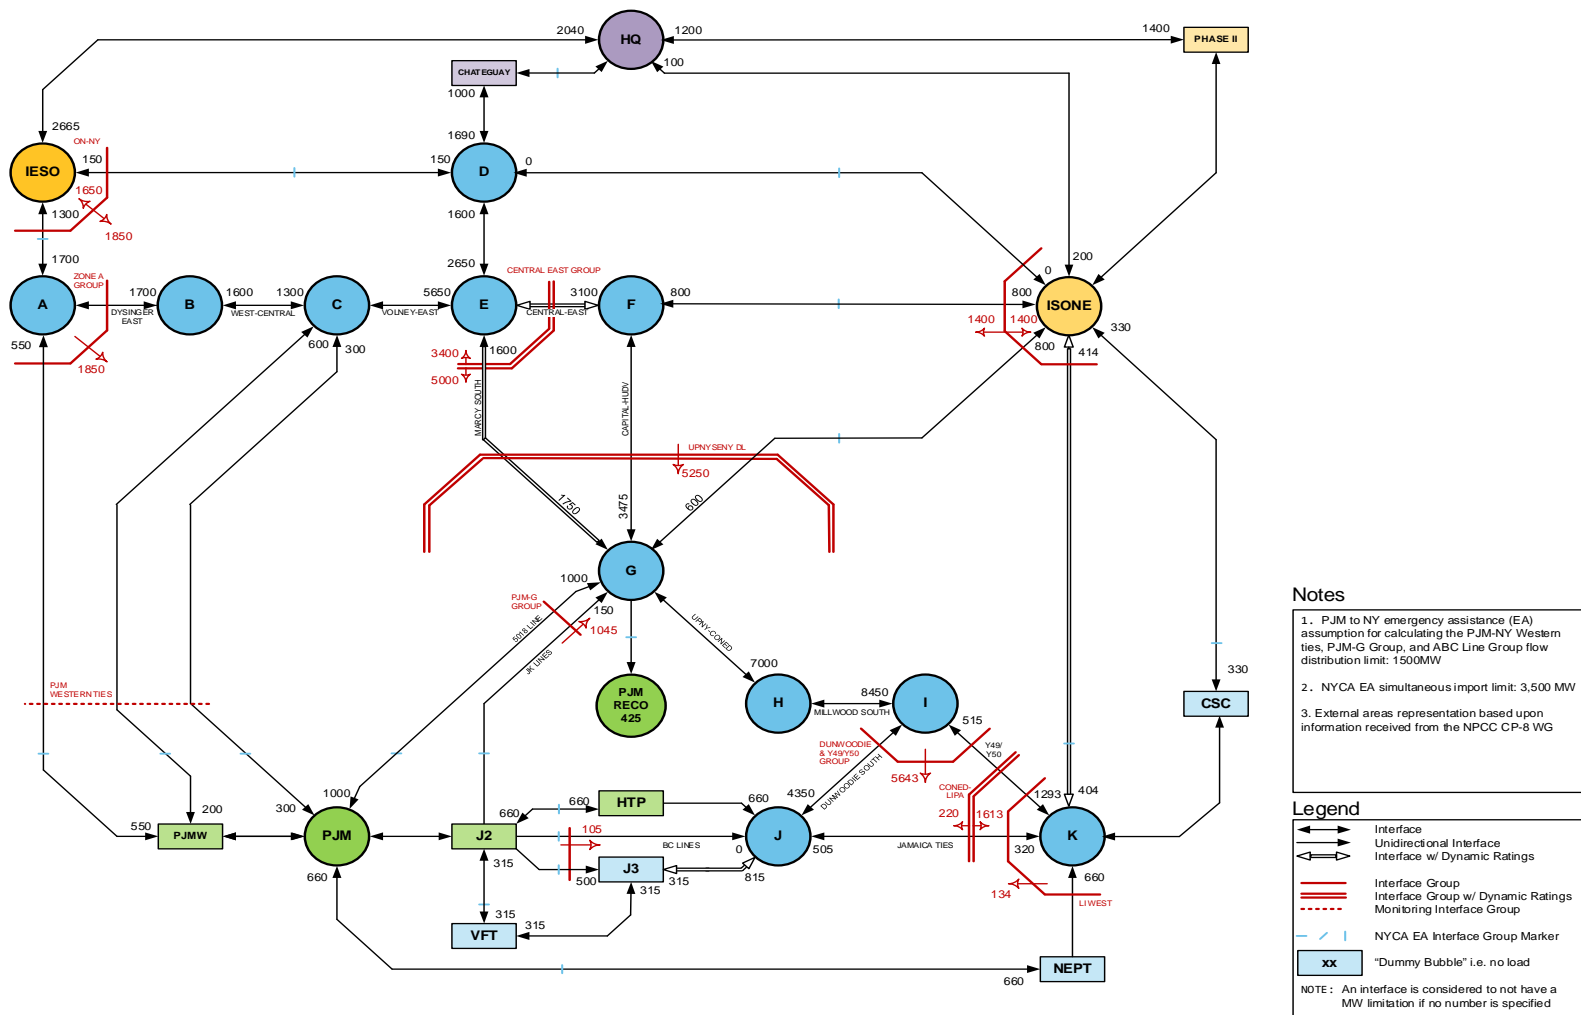 2040
HQ
1200
1400
PHASE II
100
CHATEGUAY
1000
2665
ON-NY
1690
IESO
150
150
D
0
1650
1300
1850
1600
1700
ZONE A
GROUP
2650
CENTRAL EAST GROUP
0
200
A
1700
B
1600
1300
C
5650
E
3100
F
800
800
ISONE
DYSINGER
EAST
WEST-CENTRAL
VOLNEY-EAST
CENTRAL-EAST
550
600
300
1600
1400
1400
330
1850
3400
800
414
5000
MARCY SOUTH
CAPITAL-HUDV
UPNYSENY DL
5250
1750
3475
600
G
1000
PJM-G
GROUP
150
1045
5018 LINE
JK LINES
UPNY-CONED
PJM
WESTERN TIES
PJM
RECO
425
7000
H
8450
I
MILLWOOD SOUTH
515
330
CSC
DUNWOODIE
& Y49/Y50
GROUP
DUNWOODIE SOUTH
5643
Y49/
Y50
CONED-
LIPA
1000
660
HTP
660
4350
1293
404
550
200
300
660
220
1613
PJMW
PJM
J2
105
BC LINES
J
JAMAICA TIES
K
0
505
320
660
315
500
J3
315
815
660
315
134
LI WEST
315
VFT
315
NEPT
660
Notes
1. PJM to NY emergency assistance (EA)
assumption for calculating the PJM-NY Western
ties, PJM-G Group, and ABC Line Group flow
distribution limit: 1500MW
2. NYCA EA simultaneous import limit: 3,500 MW
3. External areas representation based upon
information received from the NPCC CP-8 WG
Legend
Interface
Unidirectional Interface
Interface w/ Dynamic Ratings
Interface Group
Interface Group w/ Dynamic Ratings
Monitoring Interface Group
NYCA EA Interface Group Marker
xx
“Dummy Bubble” i.e. no load
NOTE: An interface is considered to not have a
MW limitation if no number is specified